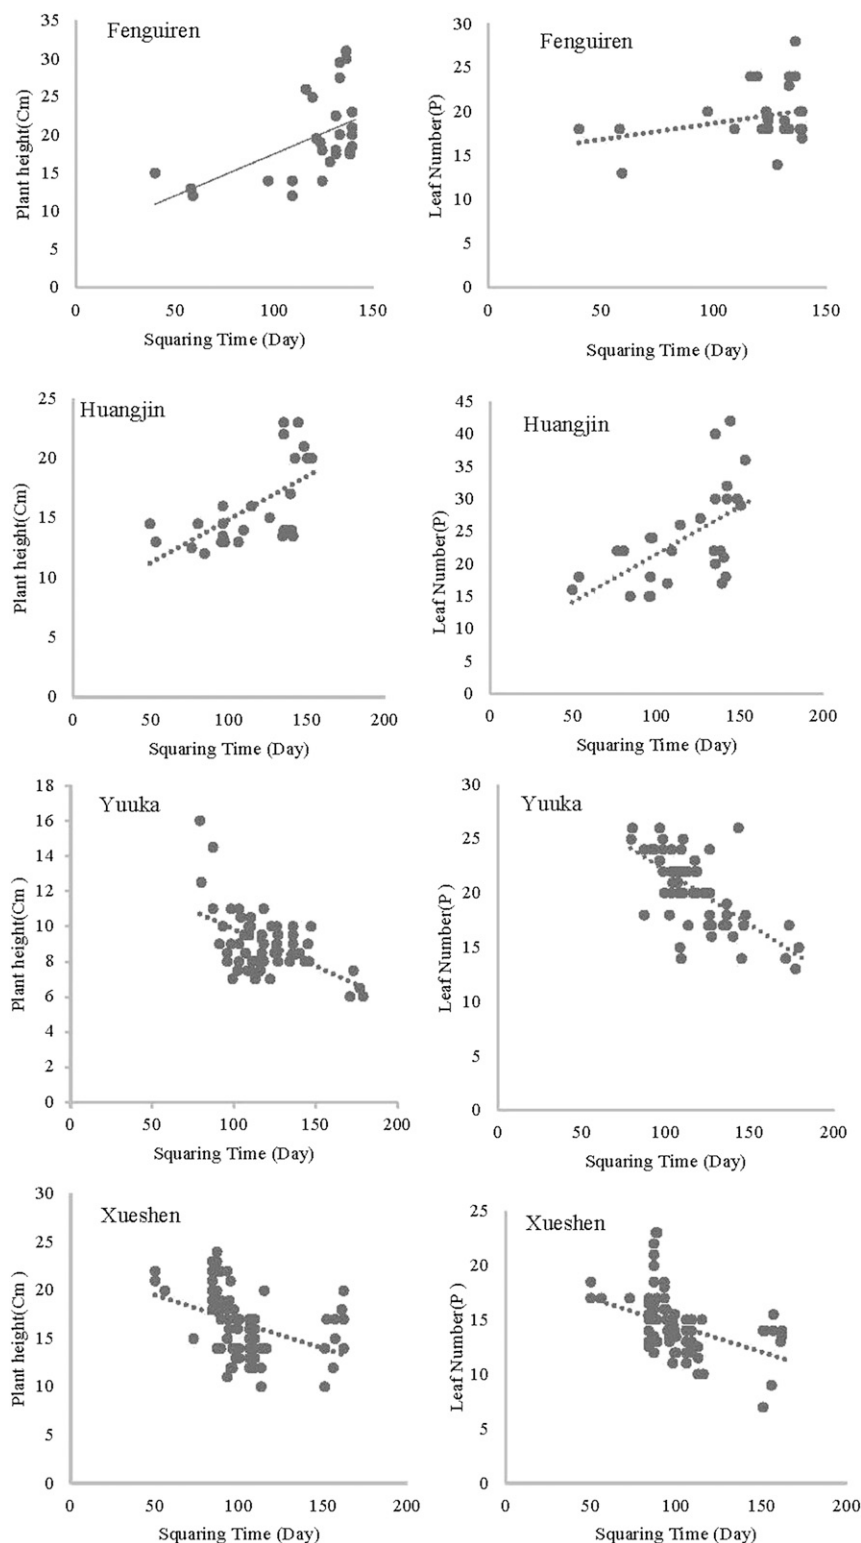 Fenguiren
Plant height(Cm)
35
30
25
20
15
10
5
0
0 50 100 150
Squaring Time (Day)
Fenguiren
Leaf Number(P)
30
25
20
15
10
5
0
0 50 100 150
Squaring Time (Day)
Huangjin
Plant height(Cm)
25
20
15
10
5
0
0 50 100 150 200
Squaring Time (Day)
Huangjin
Leaf Number(P)
45
40
35
30
25
20
15
10
5
0
0 50 100 150 200
Squaring Time (Day)
Yuuka
Plant height(Cm )
18
16
14
12
10
8
6
4
2
0
0 50 100 150 200
Squaring Time (Day)
Yuuka
Leaf Number(P )
30
25
20
15
10
5
0
0 50 100 150 200
Squaring Time (Day)
Xueshen
Plant height(Cm)
30
25
20
15
10
5
0
0 50 100 150 200
Squaring Time (Day)
Xueshen
Leaf Number(P )
25
20
15
10
5
0
0 50 100 150 200
Squaring Time (Day)